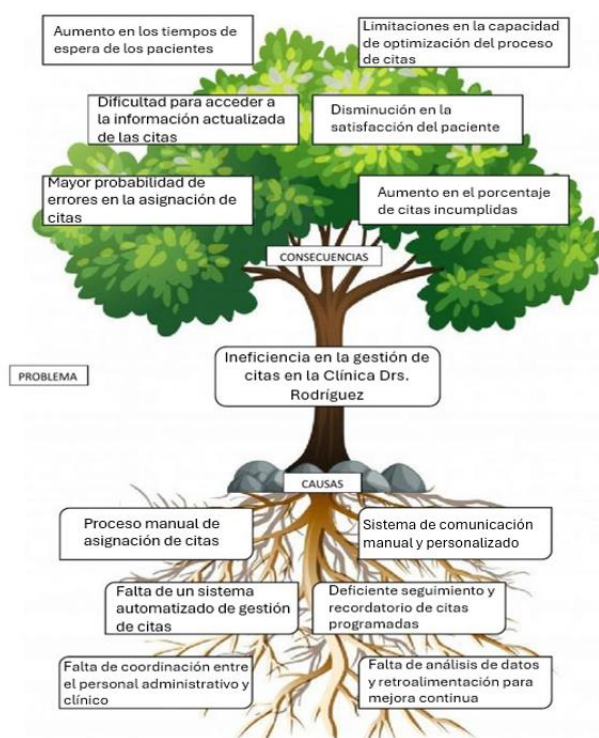 Aumento en los tiempos de
espera de los pacientes
Limitaciones en la capacidad
de optimización del proceso
de citas
Dificultad para acceder a
la información actualizada
de las citas
Disminución en la
satisfacción del paciente
Mayor probabilidad de
errores en la asignación de
citas
Aumento en el porcentaje
de citas incumplidas
CONSECUENCIAS
Ineficiencia en la gestión de
citas en la Clínica Drs.
Rodríguez
PROBLEMA
CAUSAS
Proceso manual de
asignación de citas
Sistema de comunicación
manual y personalizado
Falta de un sistema
automatizado de gestión
de citas
Deficiente seguimiento y
recordatorio de citas
programadas
Falta de coordinación entre
el personal administrativo y
clínico
Falta de análisis de datos
y retroalimentación para
mejora continua